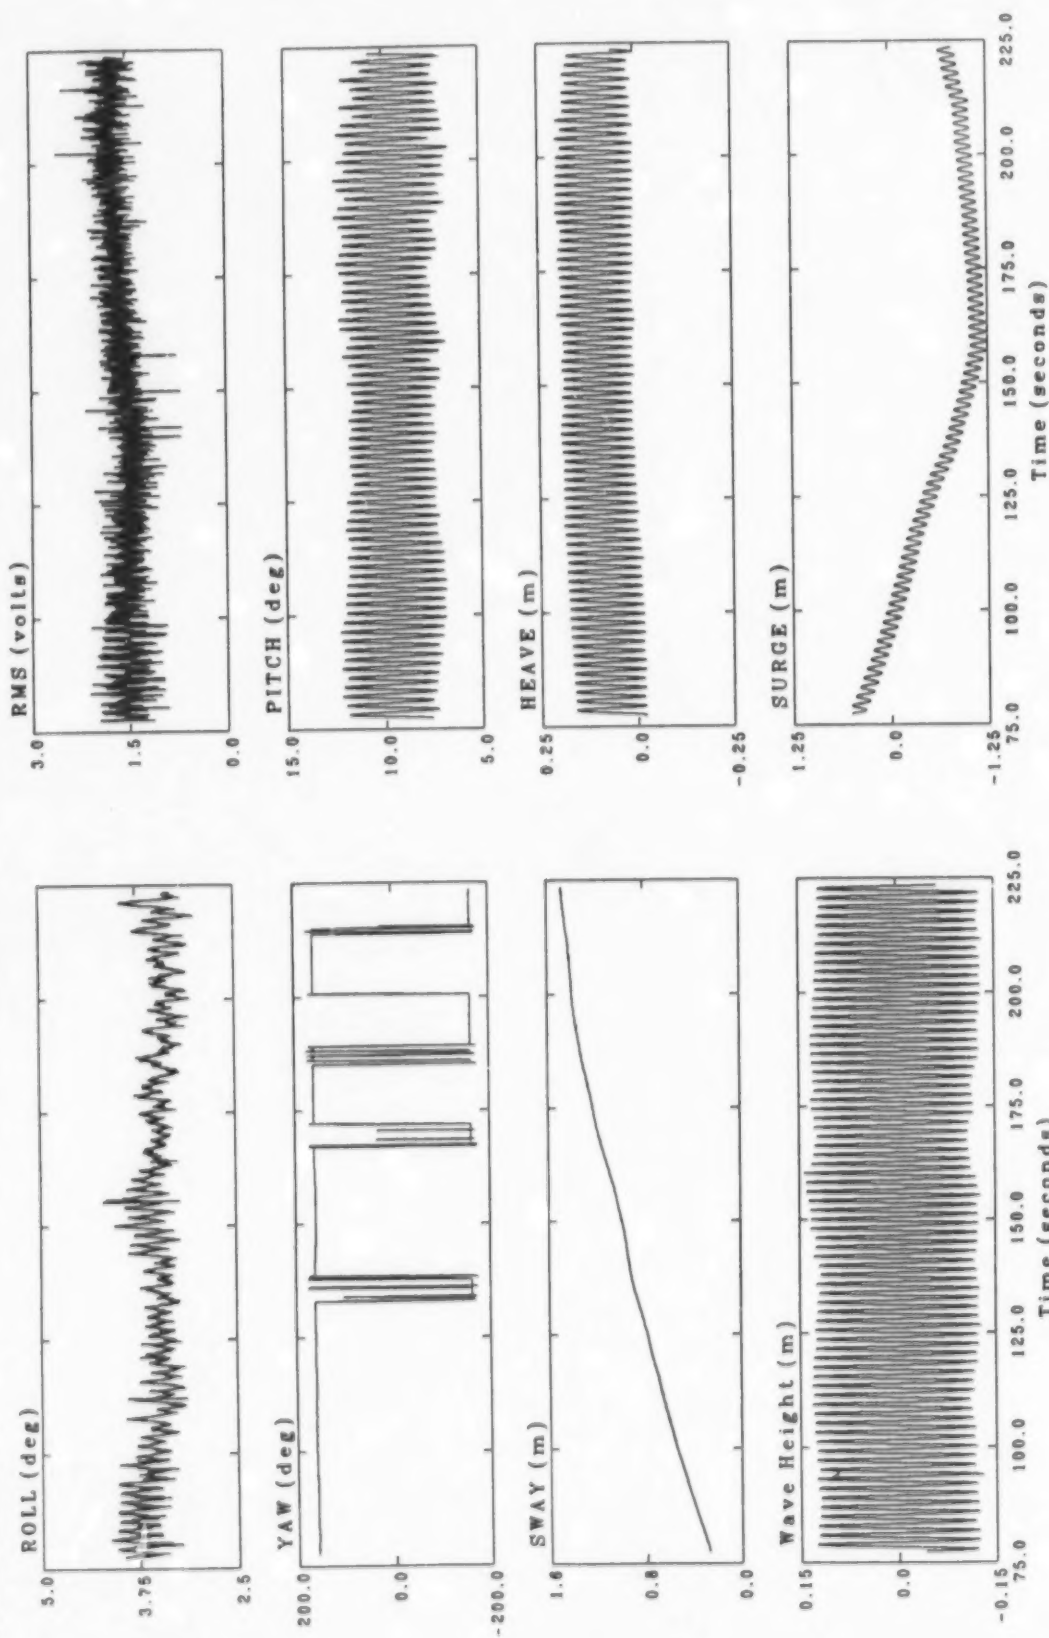 ROLL (deg)
5.0
3.75
2.5
YAW (deg)
200.0
0.0
-200.0
SWAY (m)
1.6
0.8
0.0
Wave Height (m)
0.15
0.0
-0.15
75.0 100.0 125.0 150.0 175.0 200.0 225.0
Time (seconds)
RMS (volts)
3.0
1.5
0.0
PITCH (deg)
15.0
10.0
5.0
HEAVE (m)
0.25
0.0
-0.25
SURGE (m)
1.25
0.0
-1.25
75.0 100.0 125.0 150.0 175.0 200.0 225.0
Time (seconds)